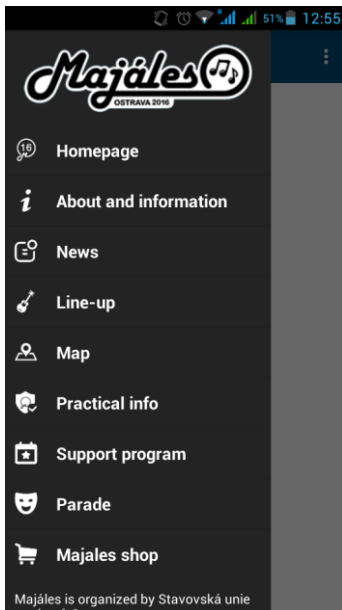 51% 12:55
Majáles
OSTRAVA 2016
16
Homepage
i
About and information
News
Line-up
Map
Practical info
Support program
Parade
Majales shop
Majáles is organized by Stavovská unie